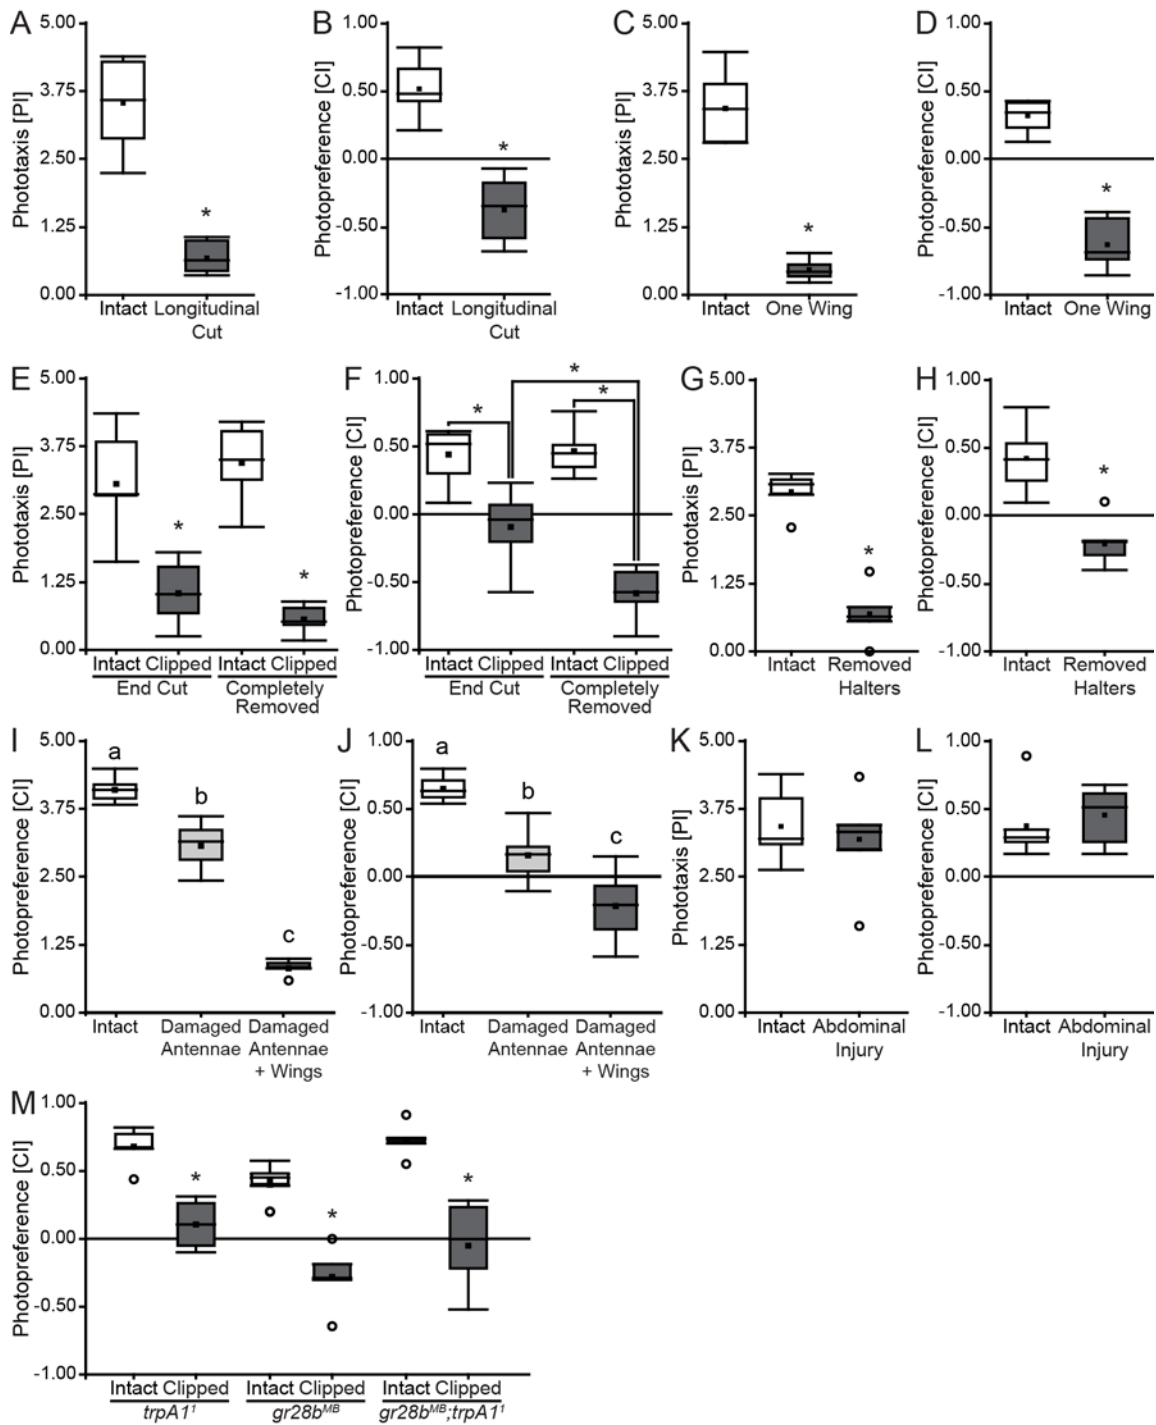 A
Phototaxis [PI]
5.00
3.75
2.50
1.25
0.00
*
Intact Longitudinal
Cut
B
Photopreference [CI]
1.00
0.50
0.00
-0.50
-1.00
*
Intact Longitudinal
Cut
C
Phototaxis [PI]
5.00
3.75
2.50
1.25
0.00
*
Intact One Wing
D
Photopreference [CI]
1.00
0.50
0.00
-0.50
-1.00
*
Intact One Wing
E
Phototaxis [PI]
5.00
3.75
2.50
1.25
0.00
*
*
Intact Clipped Intact Clipped
End Cut Completely
Removed
F
Photopreference [CI]
1.00
0.50
0.00
-0.50
-1.00
*
*
*
Intact Clipped Intact Clipped
End Cut Completely
Removed
G
Phototaxis [PI]
5.00
3.75
2.50
1.25
0.00
*
Intact Removed
Halters
H
Photopreference [CI]
1.00
0.50
0.00
-0.50
-1.00
*
Intact Removed
Halters
I
Photopreference [CI]
5.00
3.75
2.50
1.25
0.00
a
b
c
Intact Damaged Damaged
Antennae Antennae
+ Wings
J
Photopreference [CI]
1.00
0.50
0.00
-0.50
-1.00
a
b
c
Intact Damaged Damaged
Antennae Antennae
+ Wings
K
Phototaxis [PI]
5.00
3.75
2.50
1.25
0.00
Intact Abdominal
Injury
L
Photopreference [CI]
1.00
0.50
0.00
-0.50
-1.00
Intact Abdominal
Injury
M
Photopreference [CI]
1.00
0.50
0.00
-0.50
-1.00
*
*
*
Intact Clipped Intact Clipped Intact Clipped
trpA1¹ gr28bᴹᴮ gr28bᴹᴮ;trpA1¹